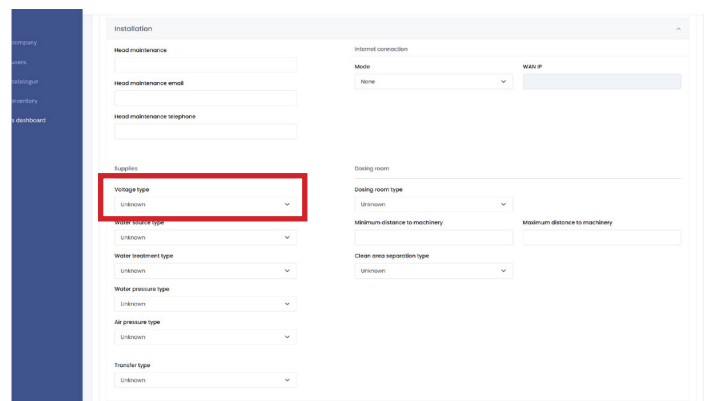 Installation
company
users
catalogue
inventory
s dashboard
Head maintenance
Head maintenance email
Head maintenance telephone
Internet connection
Mode
WAN IP
None
Supplies
Voltage type
Unknown
Water source type
Unknown
Water treatment type
Unknown
Water pressure type
Unknown
Air pressure type
Unknown
Transfer type
Unknown
Dosing room
Dosing room type
Unknown
Minimum distance to machinery
Maximum distance to machinery
Clean area separation type
Unknown